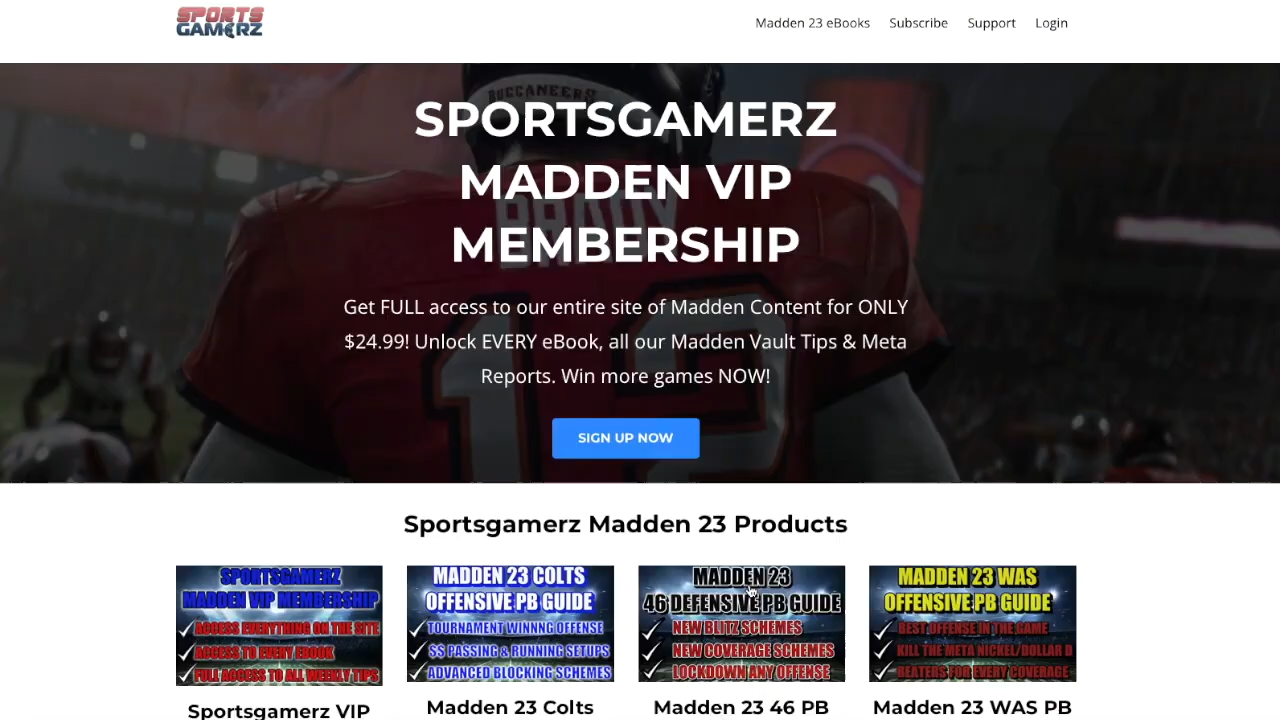 SPORTS
GAMERZ
Madden 23 eBooks
Subscribe
Support
Login
BUCCANEERS
SPORTSGAMERZ
MADDEN VIP
MEMBERSHIP
BRADY
12
Get FULL access to our entire site of Madden Content for ONLY
$24.99! Unlock EVERY eBook, all our Madden Vault Tips & Meta
Reports. Win more games NOW!
SIGN UP NOW
Sportsgamerz Madden 23 Products
SPORTSGAMERZ
MADDEN VIP MEMBERSHIP
ACCESS EVERYTHING ON THE SITE
ACCESS TO EVERY EBOOK
FULL ACCESS TO ALL WEEKLY TIPS
Sportsgamerz VIP
MADDEN 23 COLTS
OFFENSIVE PB GUIDE
TOURNAMENT WINNNG OFFENSE
$$ PASSING & RUNNING SETUPS
ADVANCED BLOCKING SCHEMES
Madden 23 Colts
MADDEN 23
46 DEFENSIVE PB GUIDE
NEW BLITZ SCHEMES
NEW COVERAGE SCHEMES
LOCKDOWN ANY OFFENSE
Madden 23 46 PB
MADDEN 23 WAS
OFFENSIVE PB GUIDE
BEST OFFENSE IN THE GAME
KILL THE META NICKEL/DOLLAR D
BEATERS FOR EVERY COVERAGE
Madden 23 WAS PB